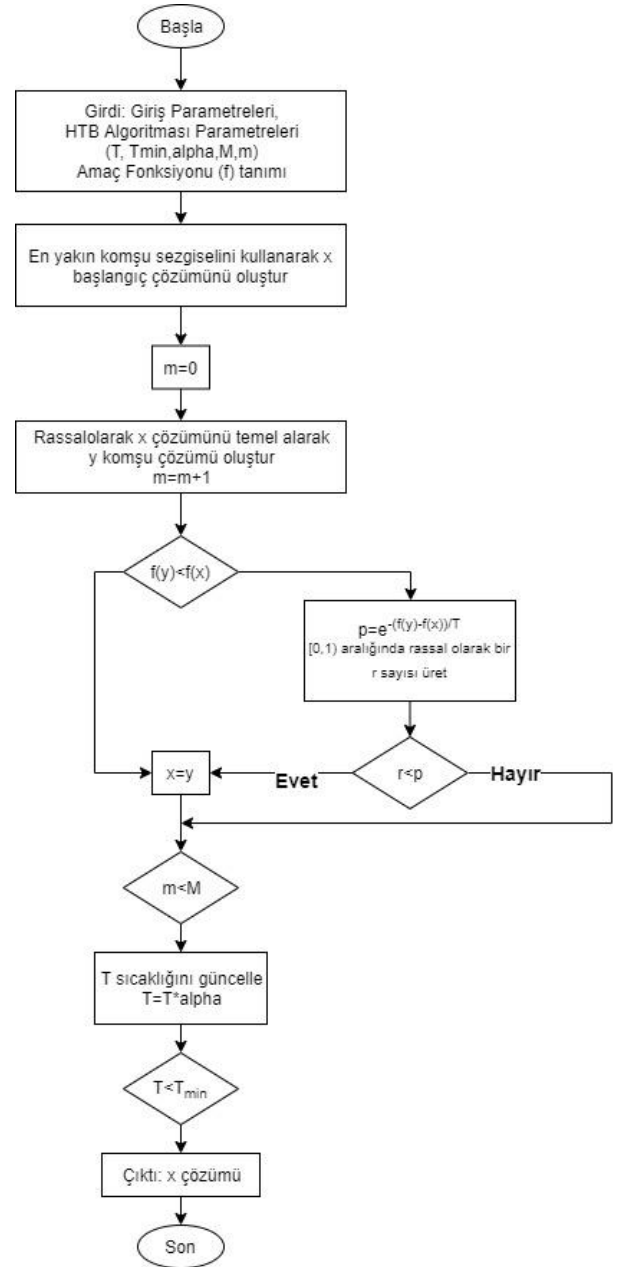 Başla
Girdi: Giriş Parametreleri,
HTB Algoritması Parametreleri
(T, Tmin,alpha,M,m)
Amaç Fonksiyonu (f) tanımı
En yakın komşu sezgiselini kullanarak x
başlangıç çözümünü oluştur
m=0
Rassalolarak x çözümünü temel alarak
y komşu çözümü oluştur
m=m+1
f(y)<f(x)
p=e-(f(y)-f(x))/T
[0,1) aralığında rassal olarak bir
r sayısı üret
x=y
Evet
r<p
Hayır
m<M
T sıcaklığını güncelle
T=T*alpha
T<Tmin
Çıktı: x çözümü
Son